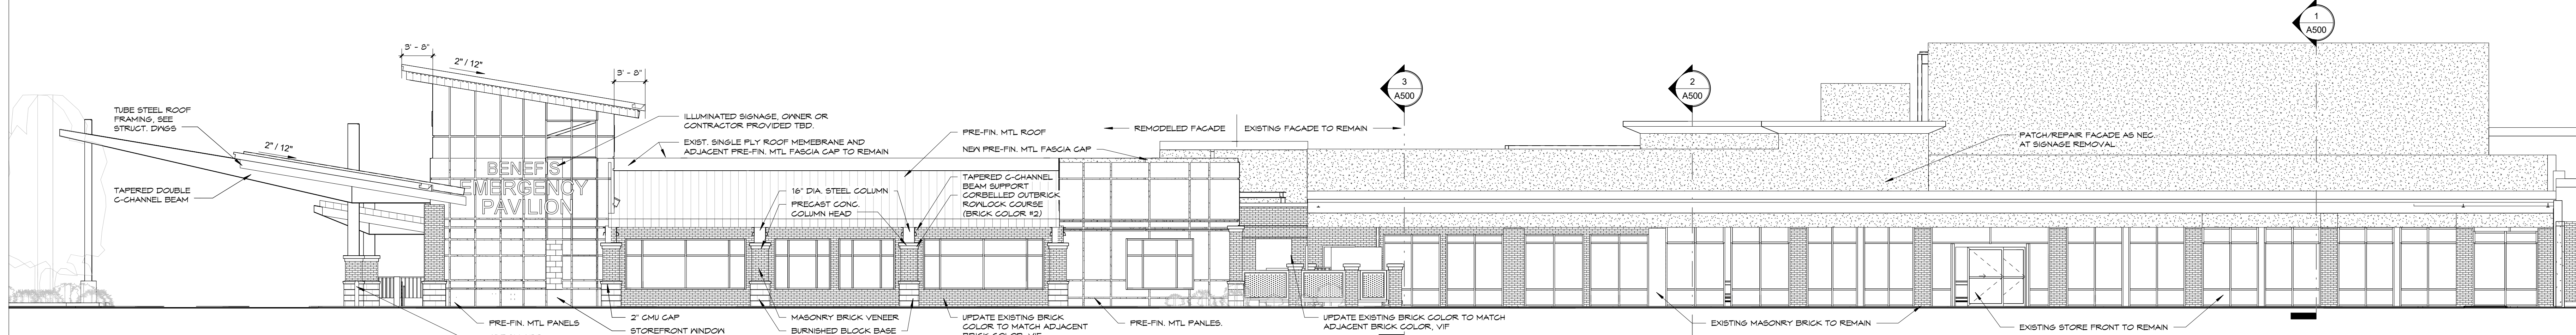 1
A500
3' - 8"
2" / 12"
3' - 8"
3
A500
2
A500
TUBE STEEL ROOF
FRAMING, SEE
STRUCT. DWGS
ILLUMINATED SIGNAGE, OWNER OR
CONTRACTOR PROVIDED TBD.
PRE-FIN. MTL ROOF
REMODELED FACADE
EXISTING FACADE TO REMAIN
PATCH/REPAIR FACADE AS NEC.
AT SIGNAGE REMOVAL
2" / 12"
EXIST. SINGLE PLY ROOF MEMEBRANE AND
ADJACENT PRE-FIN. MTL FASCIA CAP TO REMAIN
NEW PRE-FIN. MTL FASCIA CAP
BENEFIS
EMERGENCY
PAVILION
TAPERED DOUBLE
C-CHANNEL BEAM
16" DIA. STEEL COLUMN
PRECAST CONC.
COLUMN HEAD
TAPERED C-CHANNEL
BEAM SUPPORT
CORBELLED OUTBRICK
ROWLOCK COURSE
(BRICK COLOR #2)
PRE-FIN. MTL PANELS
STOREFRONT WINDOW
2" CMU CAP
MASONRY BRICK VENEER
BURNISHED BLOCK BASE
UPDATE EXISTING BRICK
COLOR TO MATCH ADJACENT
BRICK COLOR, VIF
PRE-FIN. MTL PANLES.
UPDATE EXISTING BRICK COLOR TO MATCH
ADJACENT BRICK COLOR, VIF
EXISTING MASONRY BRICK TO REMAIN
EXISTING STORE FRONT TO REMAIN